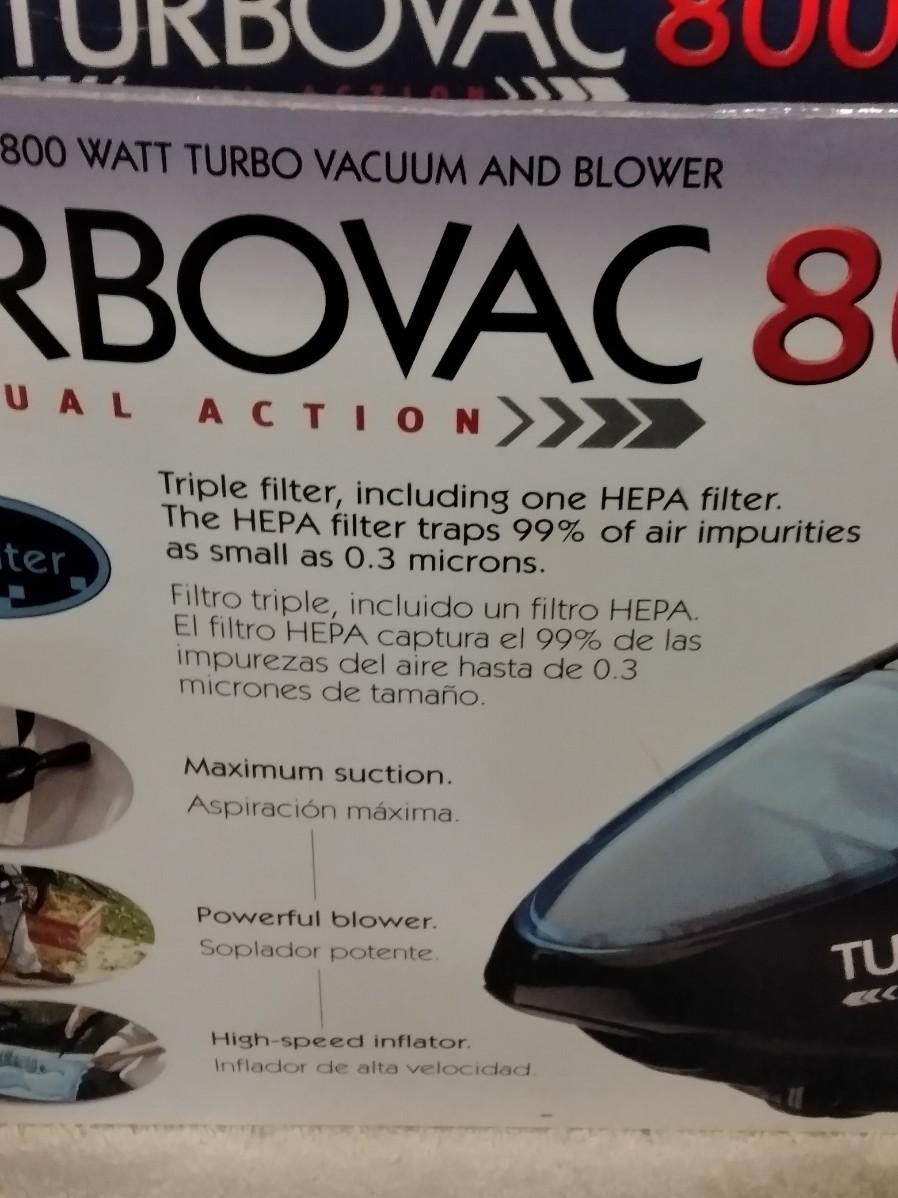 TURBOVAC 800
ACTION
800 WATT TURBO VACUUM AND BLOWER
RBOVAC 8
UAL ACTION
Triple filter, including one HEPA filter.
The HEPA filter traps 99% of air impurities
as small as 0.3 microns.
ter
Filtro triple, incluido un filtro HEPA.
El filtro HEPA captura el 99% de las
impurezas del aire hasta de 0.3
micrones de tamaño.
Maximum suction.
Aspiración máxima.
Powerful blower.
Soplador potente.
TU
High-speed inflator.
Inflador de alta velocidad.